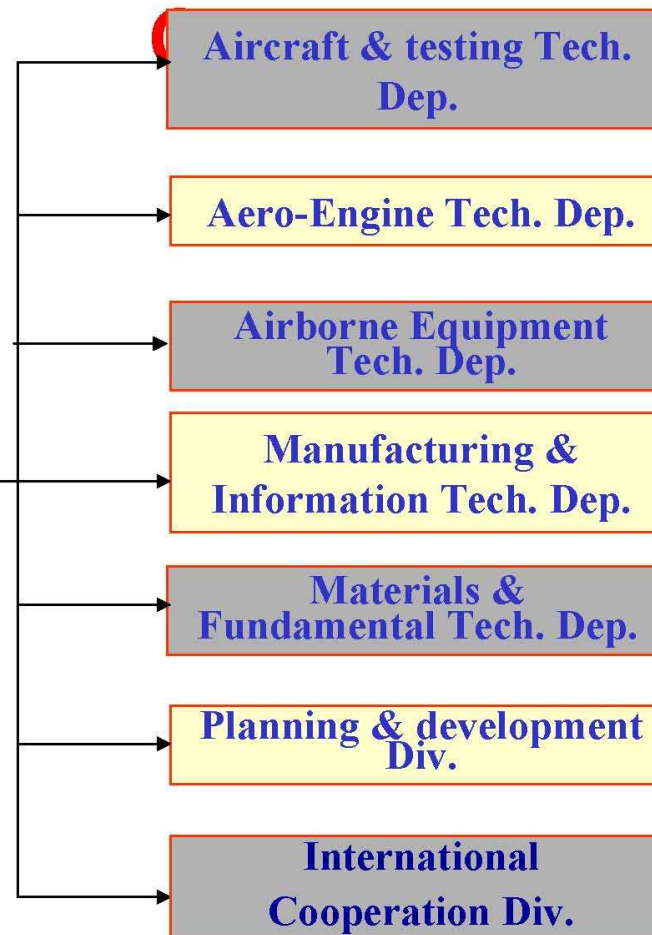 Aircraft & testing Tech.
Dep.
Aero-Engine Tech. Dep.
Airborne Equipment
Tech. Dep.
Manufacturing &
Information Tech. Dep.
Materials &
Fundamental Tech. Dep.
Planning & development
Div.
International
Cooperation Div.